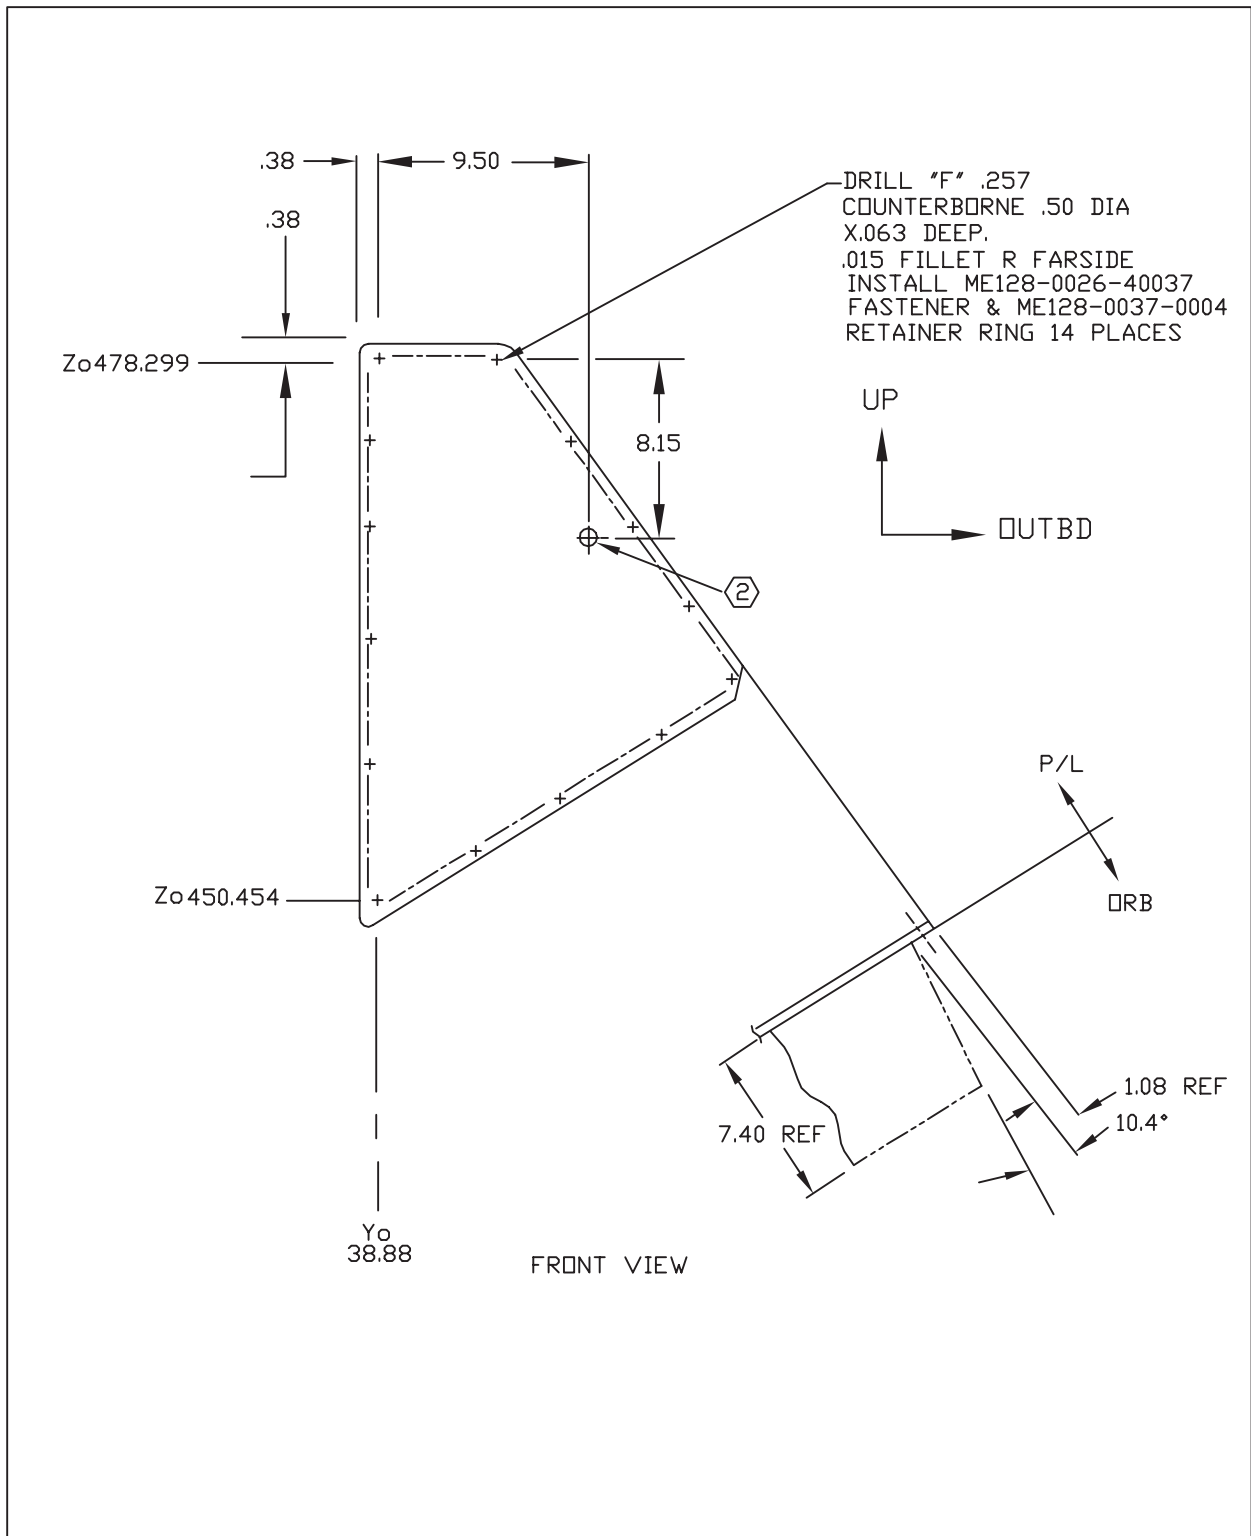 .38
9.50
.38
DRILL "F" .257
COUNTERBORNE .50 DIA
X.063 DEEP.
.015 FILLET R FARSIDE
INSTALL ME128-0026-40037
FASTENER & ME128-0037-0004
RETAINER RING 14 PLACES
Zo478.299
UP
8.15
OUTBD
2
P/L
Zo450.454
ORB
1.08 REF
10.4°
7.40 REF
Yo
38.88
FRONT VIEW